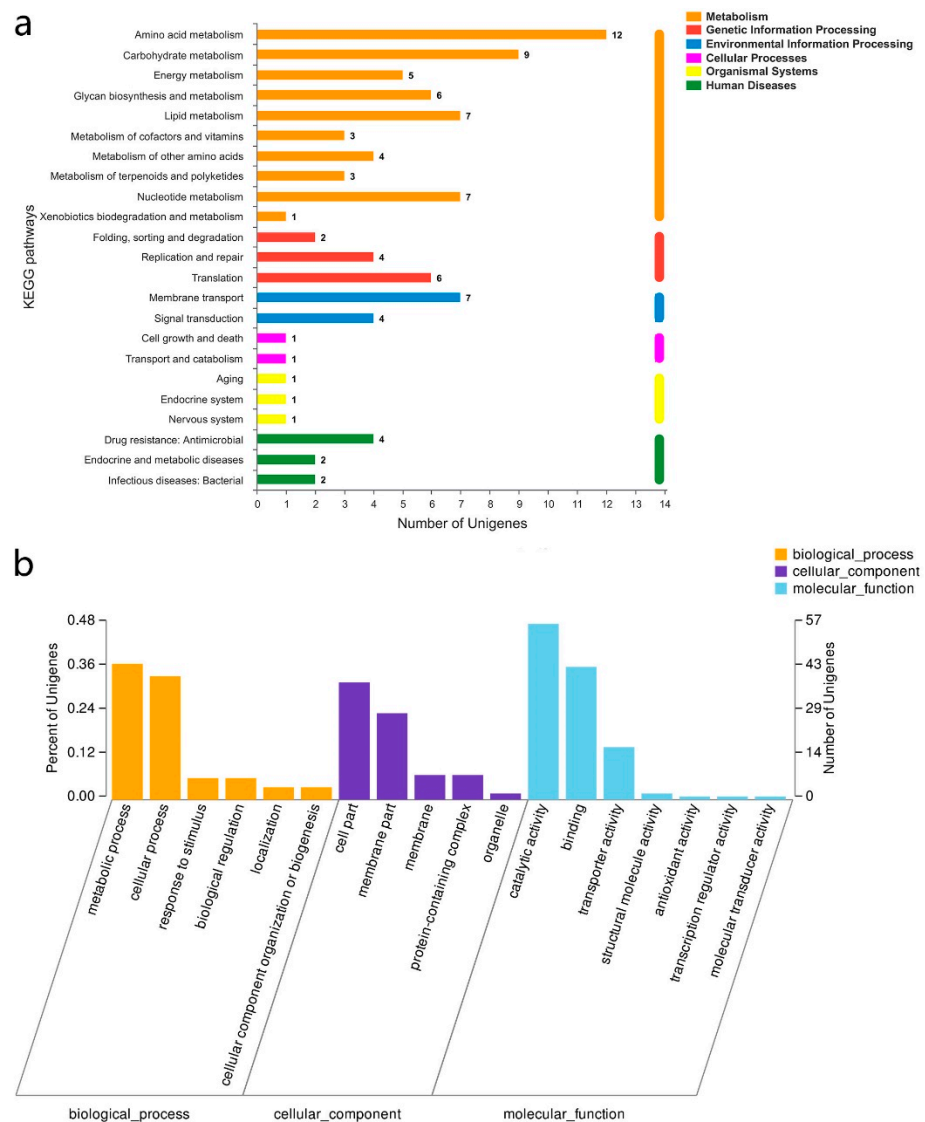 a
Metabolism
Genetic Information Processing
Environmental Information Processing
Cellular Processes
Organismal Systems
Human Diseases
KEGG pathways
Amino acid metabolism 12
Carbohydrate metabolism 9
Energy metabolism 5
Glycan biosynthesis and metabolism 6
Lipid metabolism 7
Metabolism of cofactors and vitamins 3
Metabolism of other amino acids 4
Metabolism of terpenoids and polyketides 3
Nucleotide metabolism 7
Xenobiotics biodegradation and metabolism 1
Folding, sorting and degradation 2
Replication and repair 4
Translation 6
Membrane transport 7
Signal transduction 4
Cell growth and death 1
Transport and catabolism 1
Aging 1
Endocrine system 1
Nervous system 1
Drug resistance: Antimicrobial 4
Endocrine and metabolic diseases 2
Infectious diseases: Bacterial 2
0 1 2 3 4 5 6 7 8 9 10 11 12 13 14
Number of Unigenes
b
biological_process
cellular_component
molecular_function
Percent of Unigenes
0.48
0.36
0.24
0.12
0.00
57
43
29
14
0
Number of Unigenes
metabolic process
cellular process
response to stimulus
biological regulation
localization
cellular component organization or biogenesis
cell part
membrane part
membrane
protein-containing complex
organelle
catalytic activity
binding
transporter activity
structural molecule activity
antioxidant activity
transcription regulator activity
molecular transducer activity
biological_process
cellular_component
molecular_function